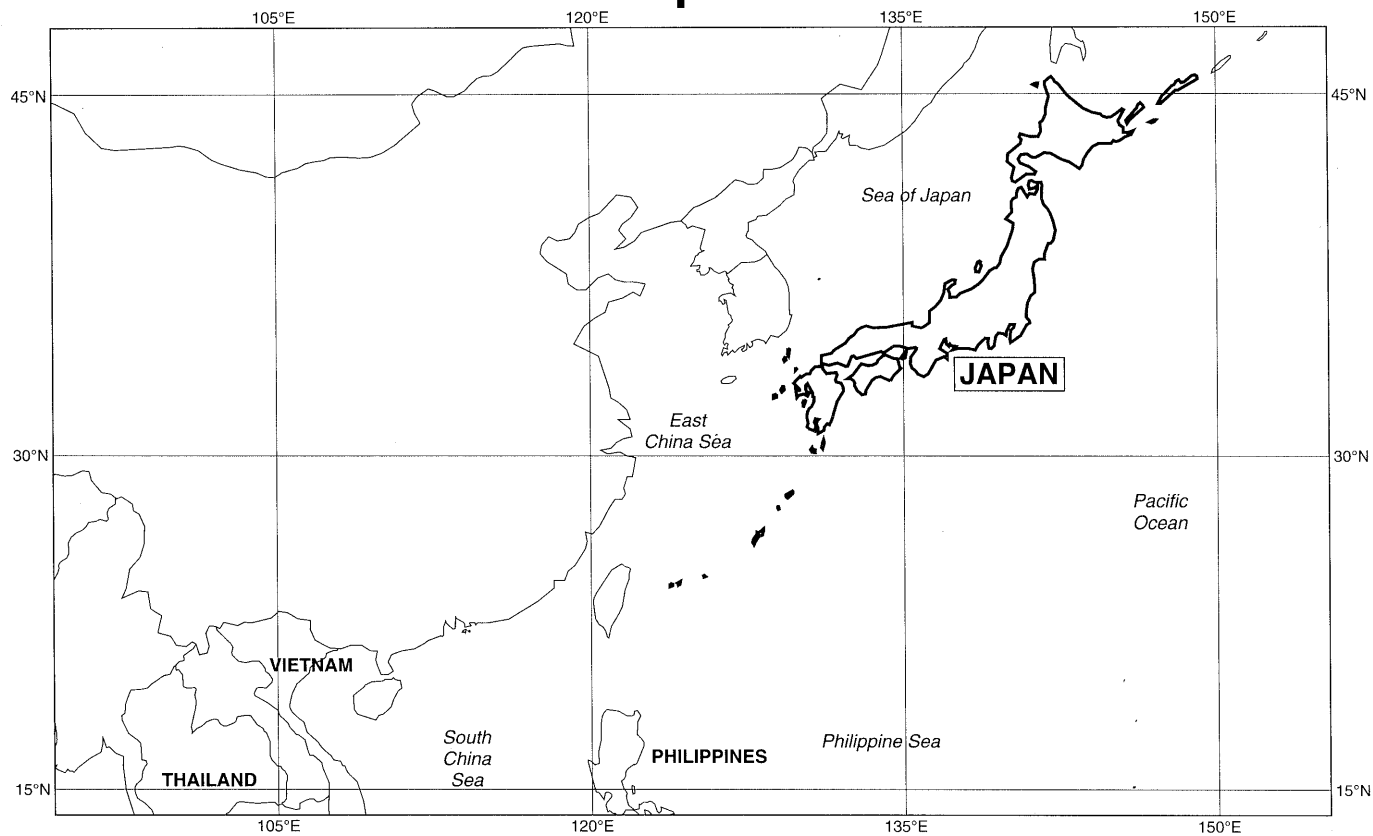 105°E 120°E 135°E 150°E
45°N 45°N
Sea of Japan
JAPAN
East
China Sea
30°N 30°N
Pacific
Ocean
VIETNAM
South
China
Sea
PHILIPPINES
Philippine Sea
THAILAND
15°N 15°N
105°E 120°E 135°E 150°E